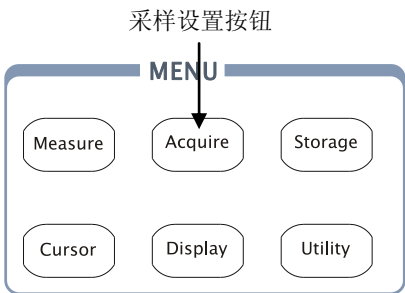 采样设置按钮
MENU
Measure Acquire Storage
Cursor Display Utility